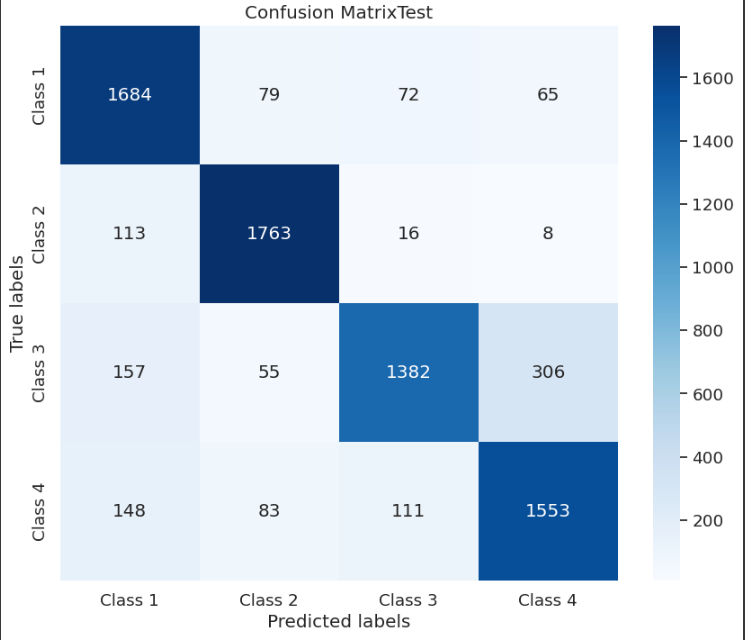 Confusion MatrixTest
True labels
Class 1
1684 79 72 65
Class 2
113 1763 16 8
Class 3
157 55 1382 306
Class 4
148 83 111 1553
Class 1 Class 2 Class 3 Class 4
Predicted labels
1600
1400
1200
1000
800
600
400
200